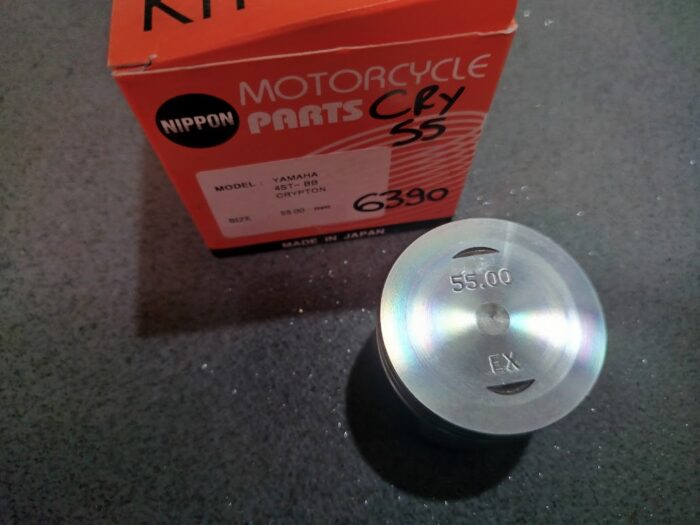 MOTORCYCLE
NIPPON
PARTS CRY
55
MODEL : YAMAHA
4ST-BB
CRYPTON
SIZE 55.00 mm
6390
MADE IN JAPAN
55.00
EX